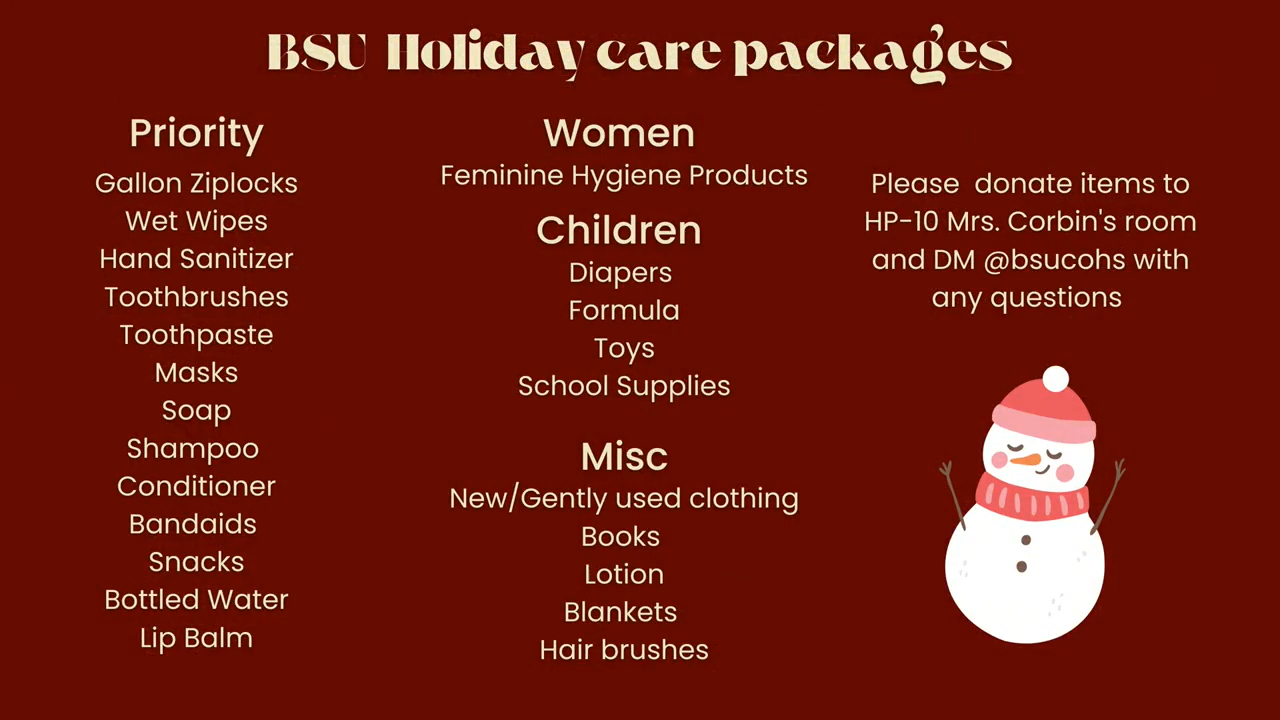 BSU Holiday care packages
Priority
Gallon Ziplocks
Wet Wipes
Hand Sanitizer
Toothbrushes
Toothpaste
Masks
Soap
Shampoo
Conditioner
Bandaids
Snacks
Bottled Water
Lip Balm
Women
Feminine Hygiene Products
Children
Diapers
Formula
Toys
School Supplies
Misc
New/Gently used clothing
Books
Lotion
Blankets
Hair brushes
Please donate items to
HP-10 Mrs. Corbin's room
and DM @bsucohs with
any questions